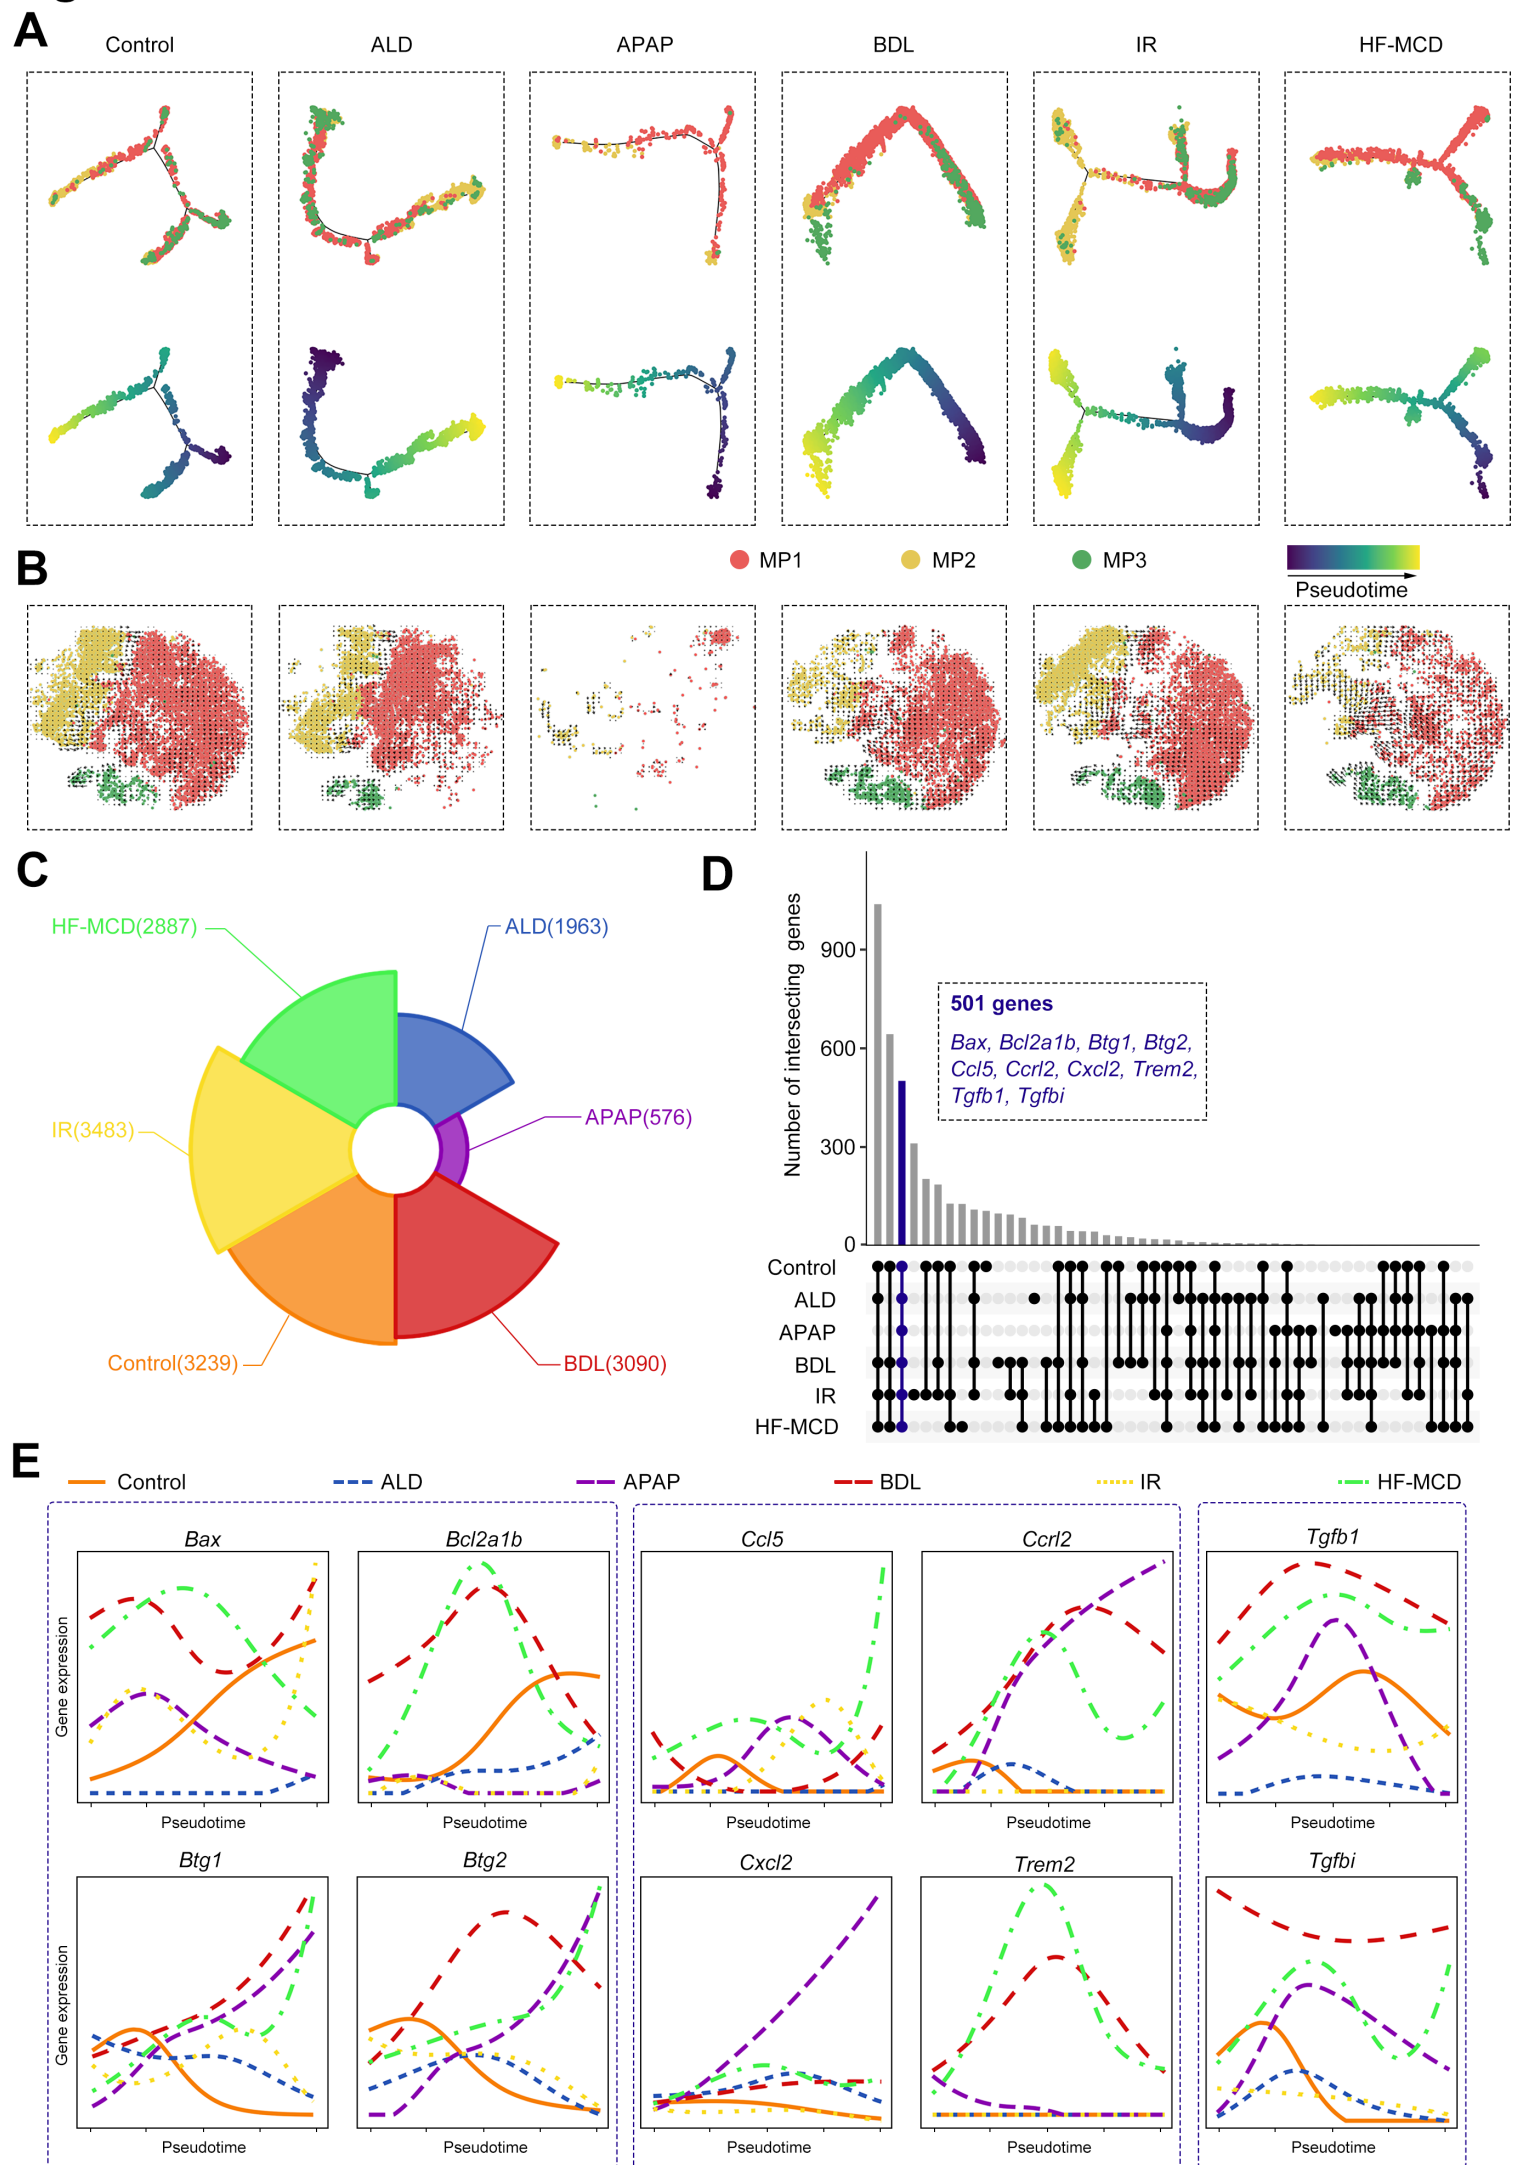 A
Control
ALD
APAP
BDL
IR
HF-MCD
B
MP1
MP2
MP3
Pseudotime
C
HF-MCD(2887)
ALD(1963)
IR(3483)
APAP(576)
Control(3239)
BDL(3090)
D
Number of intersecting genes
900
600
300
0
501 genes
Bax, Bcl2a1b, Btg1, Btg2,
Ccl5, Ccrl2, Cxcl2, Trem2,
Tgfb1, Tgfbi
Control
ALD
APAP
BDL
IR
HF-MCD
E
Control
ALD
APAP
BDL
IR
HF-MCD
Bax
Bcl2a1b
Ccl5
Ccrl2
Tgfb1
Gene expression
Pseudotime
Pseudotime
Pseudotime
Pseudotime
Pseudotime
Btg1
Btg2
Cxcl2
Trem2
Tgfbi
Gene expression
Pseudotime
Pseudotime
Pseudotime
Pseudotime
Pseudotime